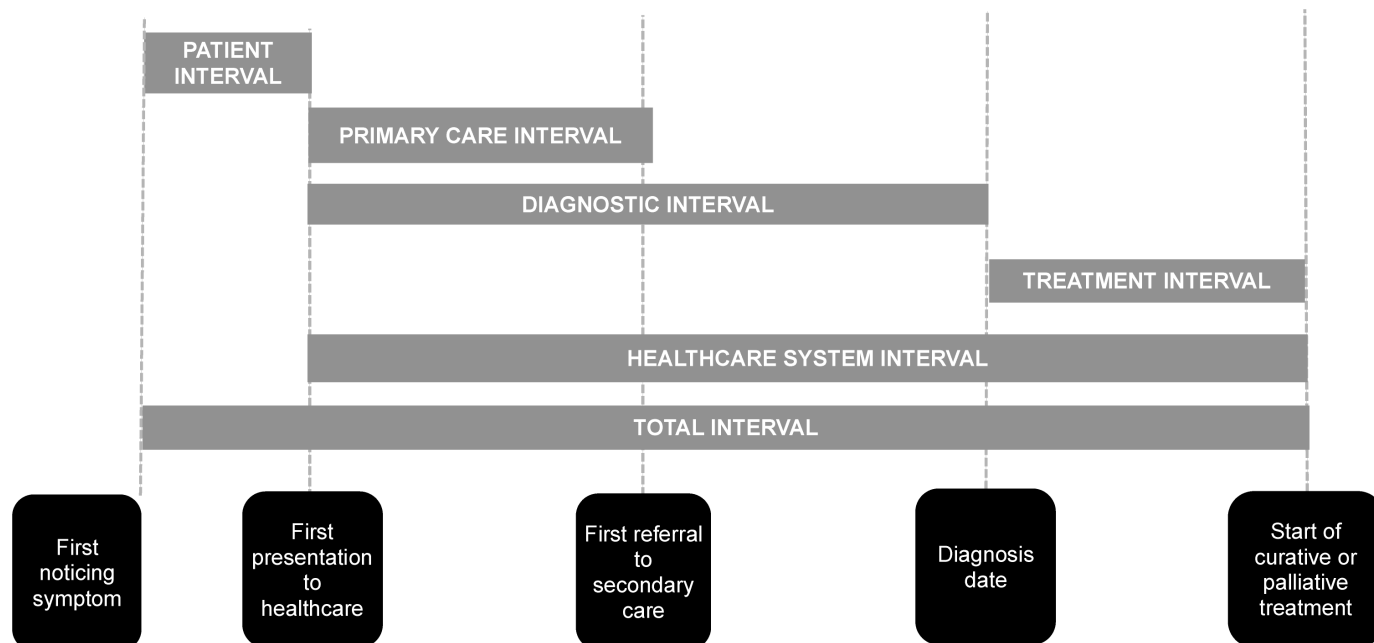 PATIENT
INTERVAL
PRIMARY CARE INTERVAL
DIAGNOSTIC INTERVAL
TREATMENT INTERVAL
HEALTHCARE SYSTEM INTERVAL
TOTAL INTERVAL
First
noticing
symptom
First
presentation
to
healthcare
First referral
to
secondary
care
Diagnosis
date
Start of
curative or
palliative
treatment